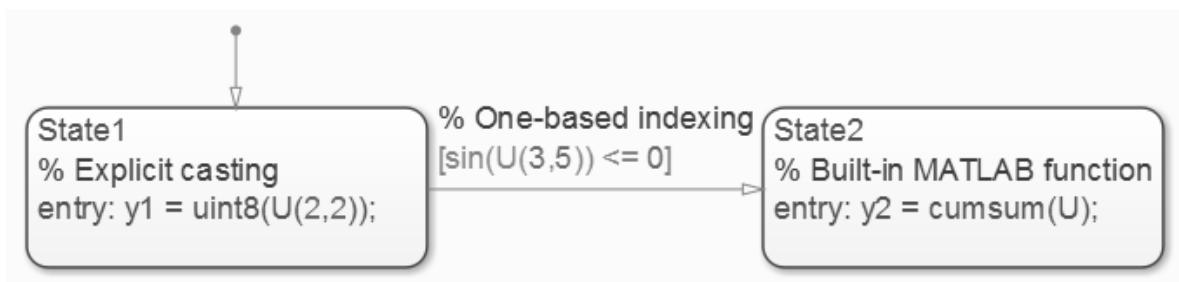 State1
% Explicit casting
entry: y1 = uint8(U(2,2));
% One-based indexing
[sin(U(3,5)) <= 0]
State2
% Built-in MATLAB function
entry: y2 = cumsum(U);